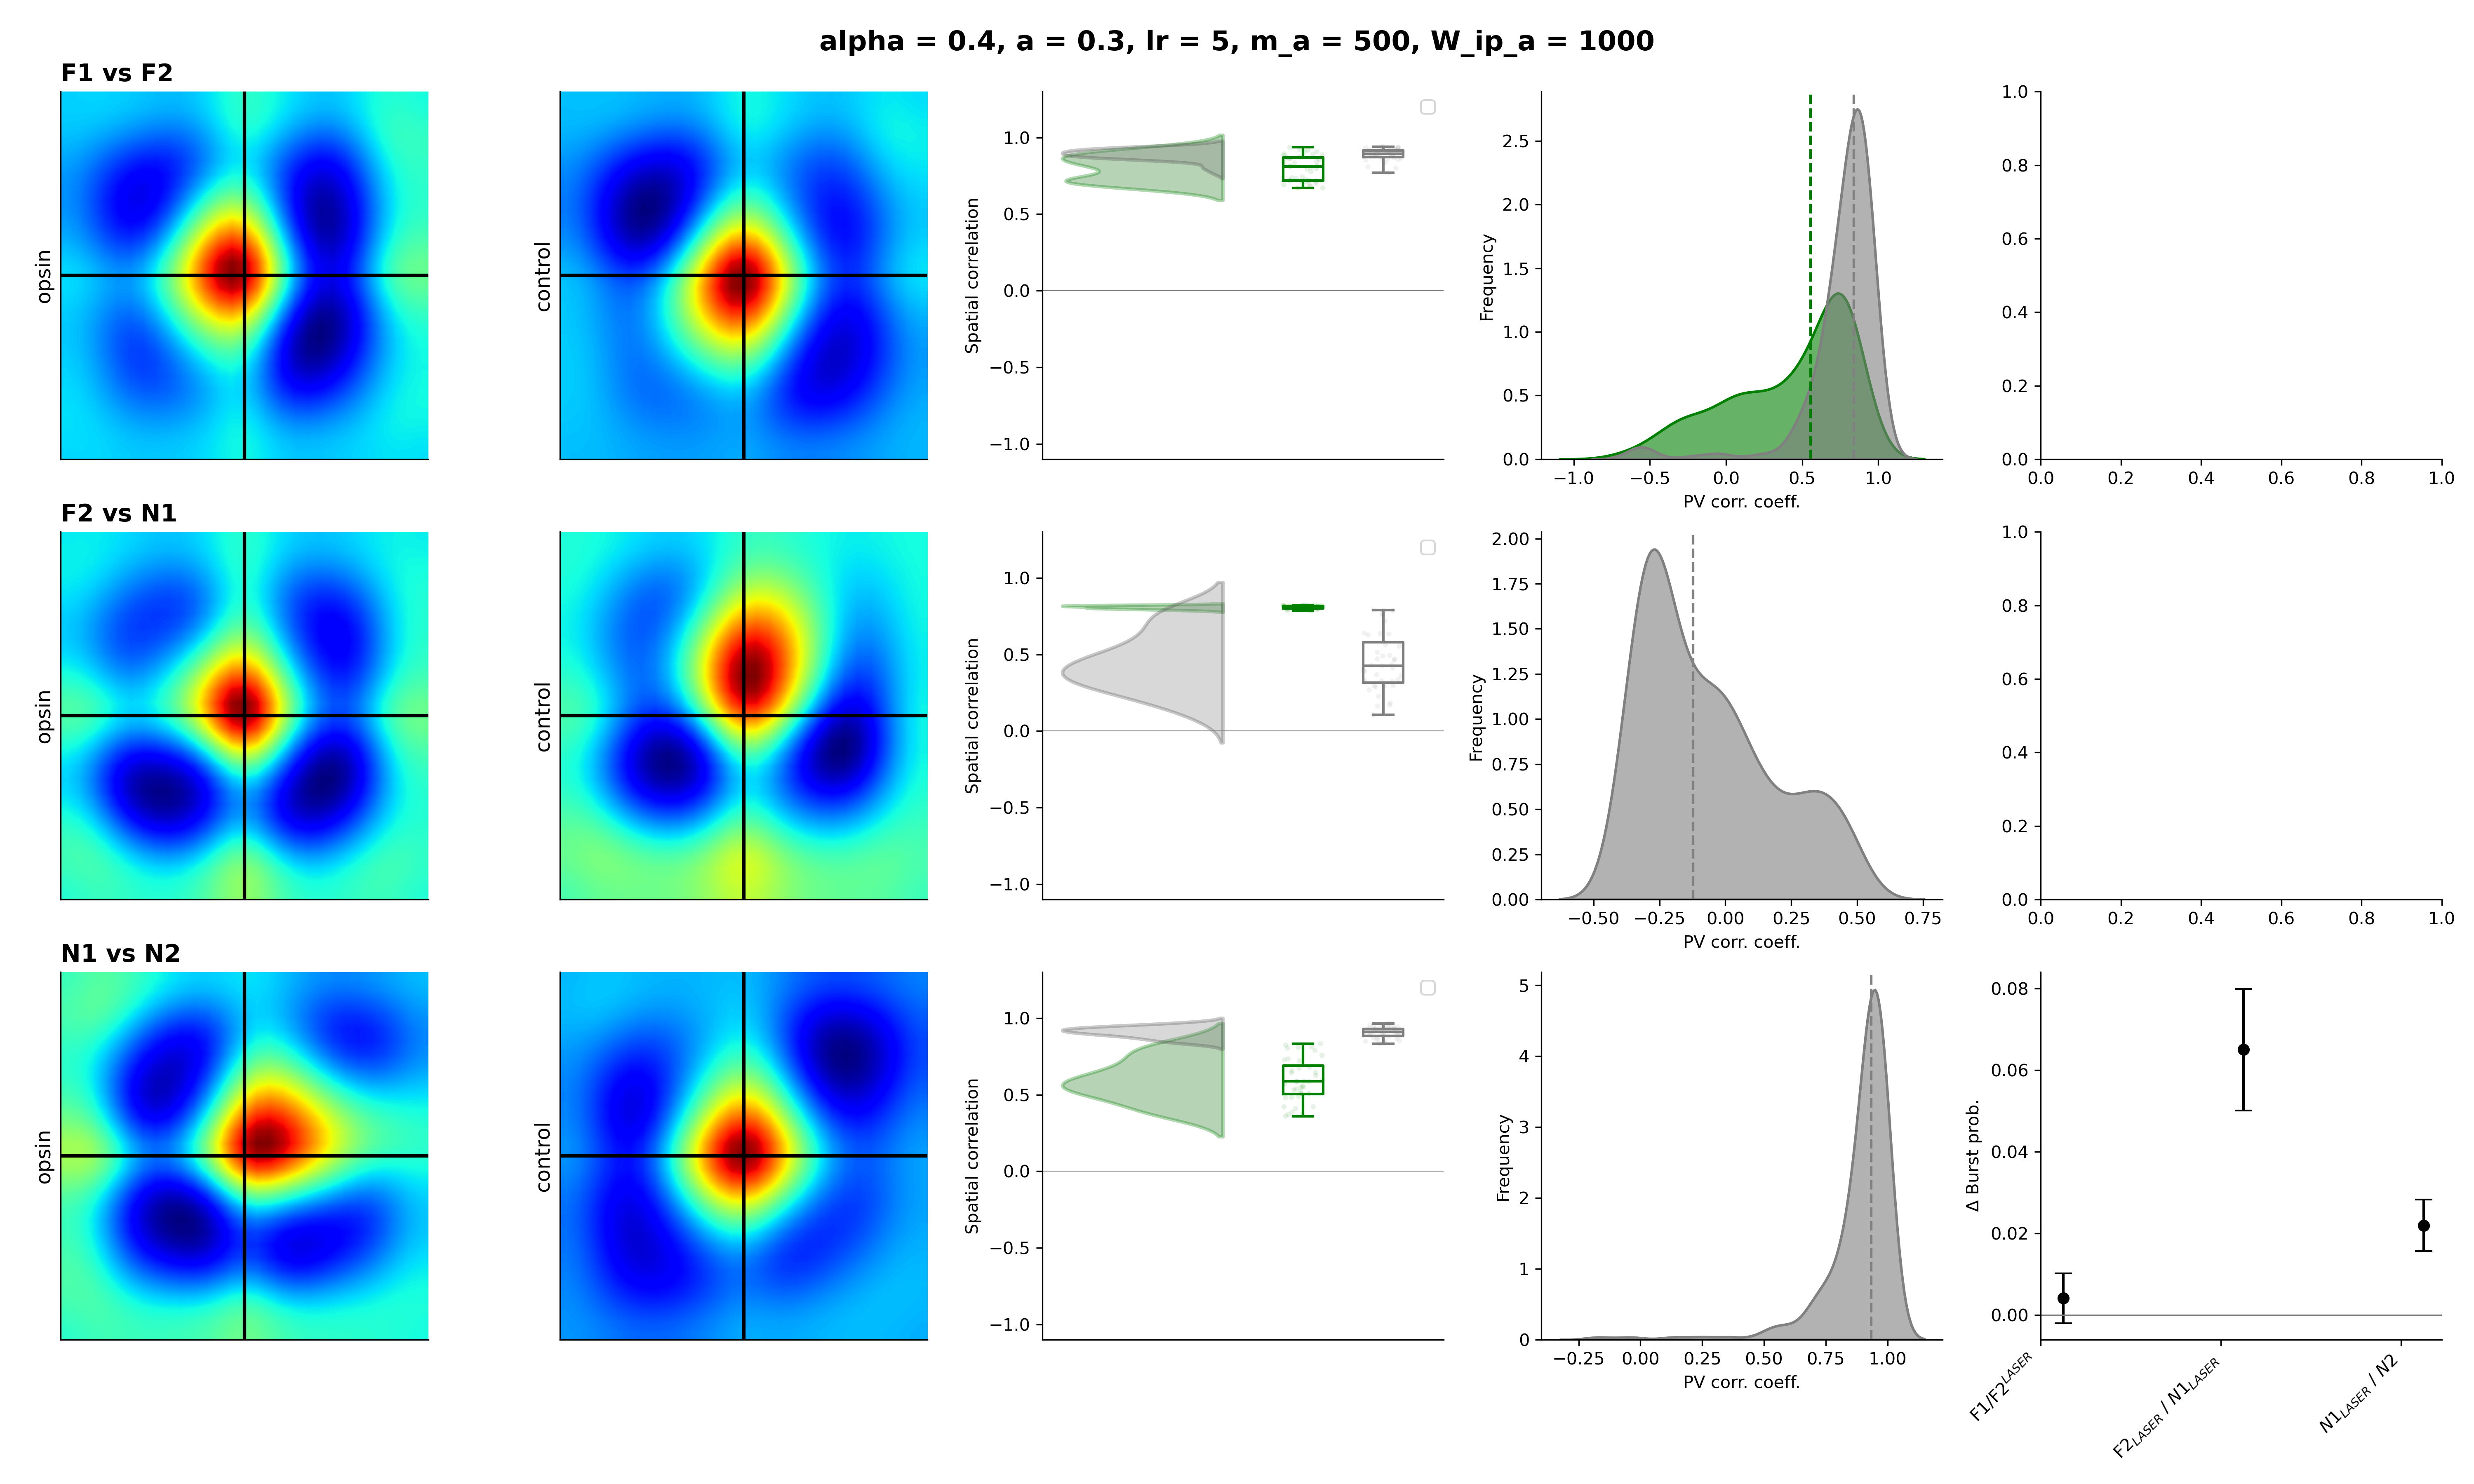 alpha = 0.4, a = 0.3, lr = 5, m_a = 500, W_ip_a = 1000
F1 vs F2
opsin
control
Spatial correlation
1.0
0.5
0.0
−0.5
−1.0
Frequency
2.5
2.0
1.5
1.0
0.5
0.0
−1.0 −0.5 0.0 0.5 1.0
PV corr. coeff.
1.0
0.8
0.6
0.4
0.2
0.0
0.0 0.2 0.4 0.6 0.8 1.0
F2 vs N1
opsin
control
Spatial correlation
1.0
0.5
0.0
−0.5
−1.0
Frequency
2.00
1.75
1.50
1.25
1.00
0.75
0.50
0.25
0.00
−0.50 −0.25 0.00 0.25 0.50 0.75
PV corr. coeff.
1.0
0.8
0.6
0.4
0.2
0.0
0.0 0.2 0.4 0.6 0.8 1.0
N1 vs N2
opsin
control
Spatial correlation
1.0
0.5
0.0
−0.5
−1.0
Frequency
5
4
3
2
1
0
−0.25 0.00 0.25 0.50 0.75 1.00
PV corr. coeff.
Δ Burst prob.
0.08
0.06
0.04
0.02
0.00
F1/F2^LASER
F2_LASER / N1_LASER
N1_LASER / N2